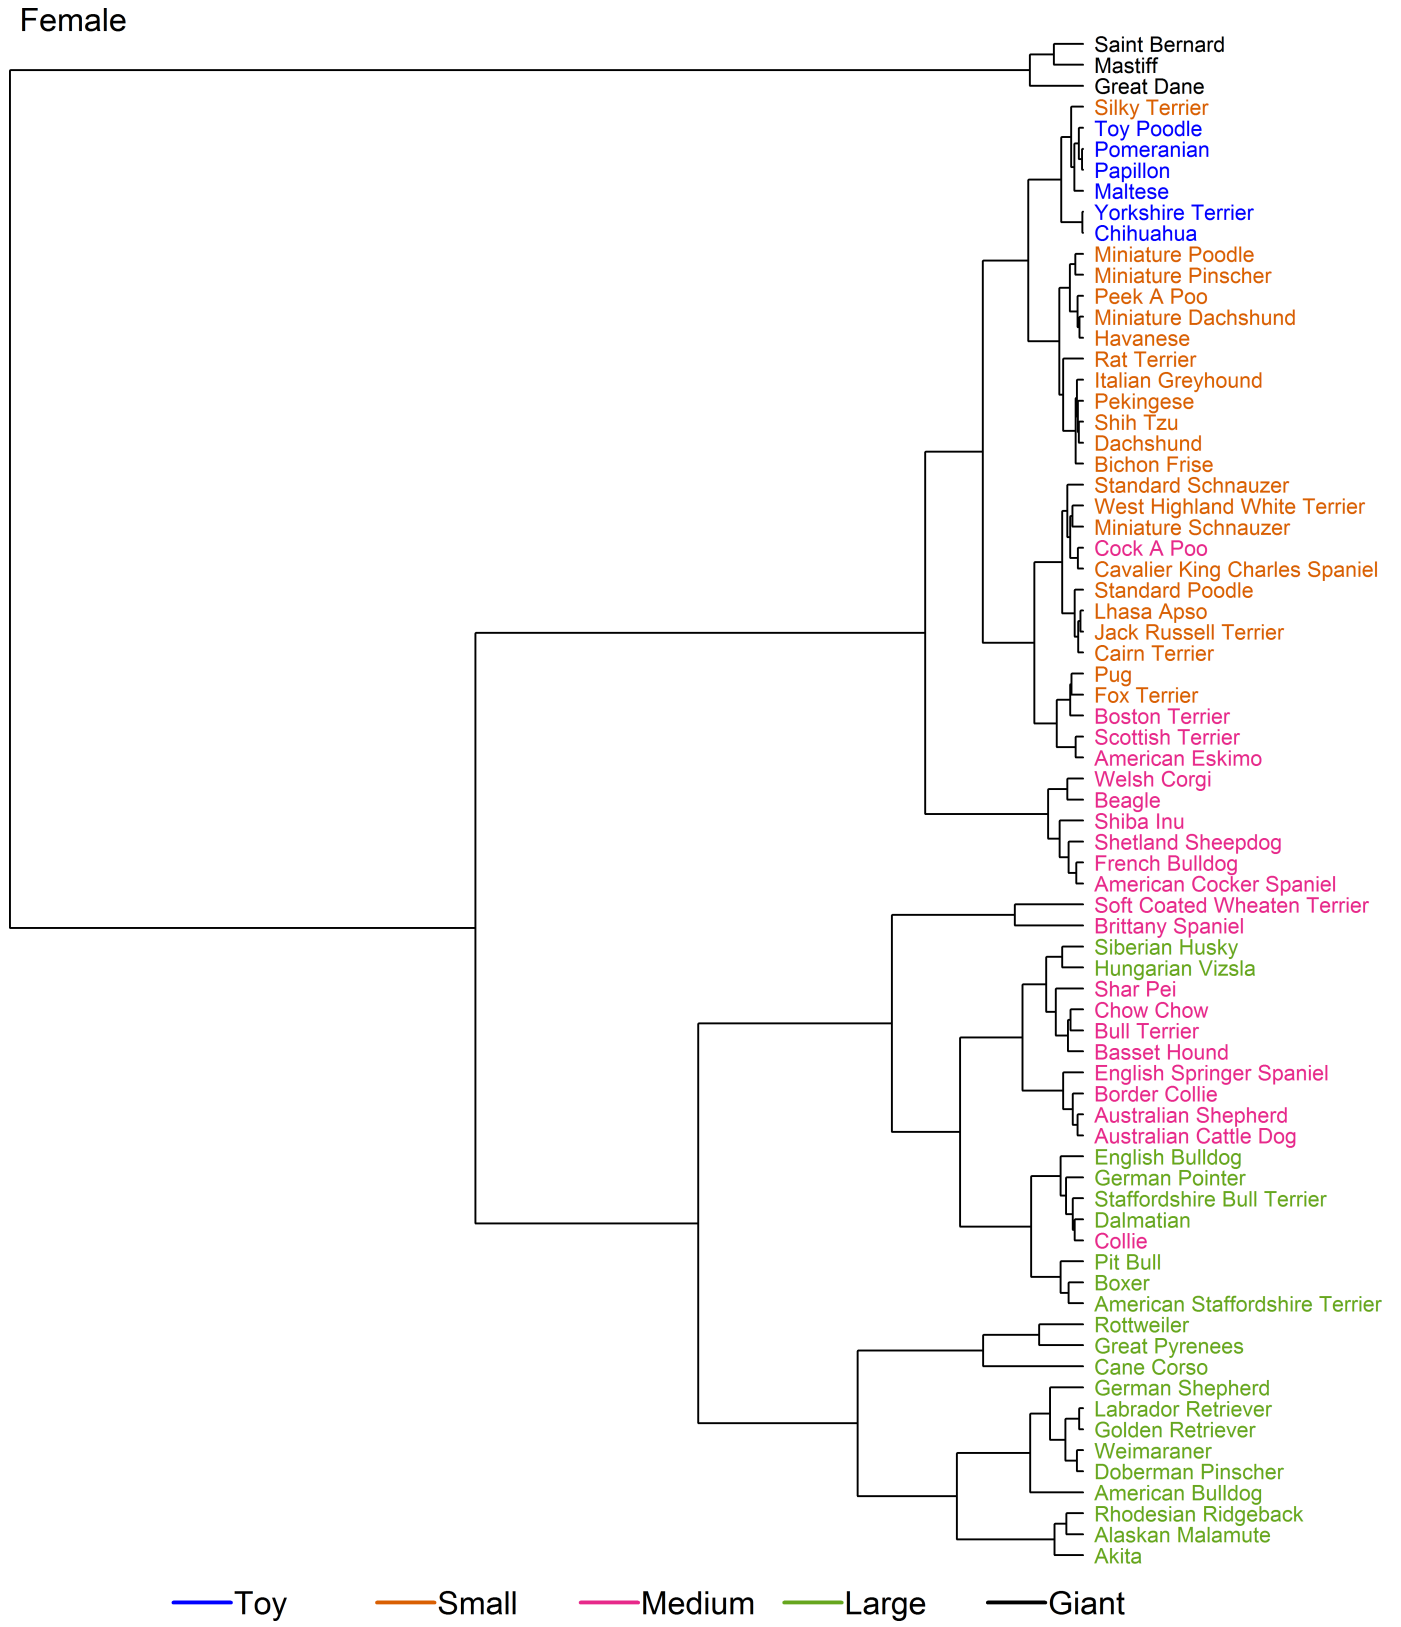 Female
Saint Bernard
Mastiff
Great Dane
Silky Terrier
Toy Poodle
Pomeranian
Papillon
Maltese
Yorkshire Terrier
Chihuahua
Miniature Poodle
Miniature Pinscher
Peek A Poo
Miniature Dachshund
Havanese
Rat Terrier
Italian Greyhound
Pekingese
Shih Tzu
Dachshund
Bichon Frise
Standard Schnauzer
West Highland White Terrier
Miniature Schnauzer
Cock A Poo
Cavalier King Charles Spaniel
Standard Poodle
Lhasa Apso
Jack Russell Terrier
Cairn Terrier
Pug
Fox Terrier
Boston Terrier
Scottish Terrier
American Eskimo
Welsh Corgi
Beagle
Shiba Inu
Shetland Sheepdog
French Bulldog
American Cocker Spaniel
Soft Coated Wheaten Terrier
Brittany Spaniel
Siberian Husky
Hungarian Vizsla
Shar Pei
Chow Chow
Bull Terrier
Basset Hound
English Springer Spaniel
Border Collie
Australian Shepherd
Australian Cattle Dog
English Bulldog
German Pointer
Staffordshire Bull Terrier
Dalmatian
Collie
Pit Bull
Boxer
American Staffordshire Terrier
Rottweiler
Great Pyrenees
Cane Corso
German Shepherd
Labrador Retriever
Golden Retriever
Weimaraner
Doberman Pinscher
American Bulldog
Rhodesian Ridgeback
Alaskan Malamute
Akita
Toy Small Medium Large Giant